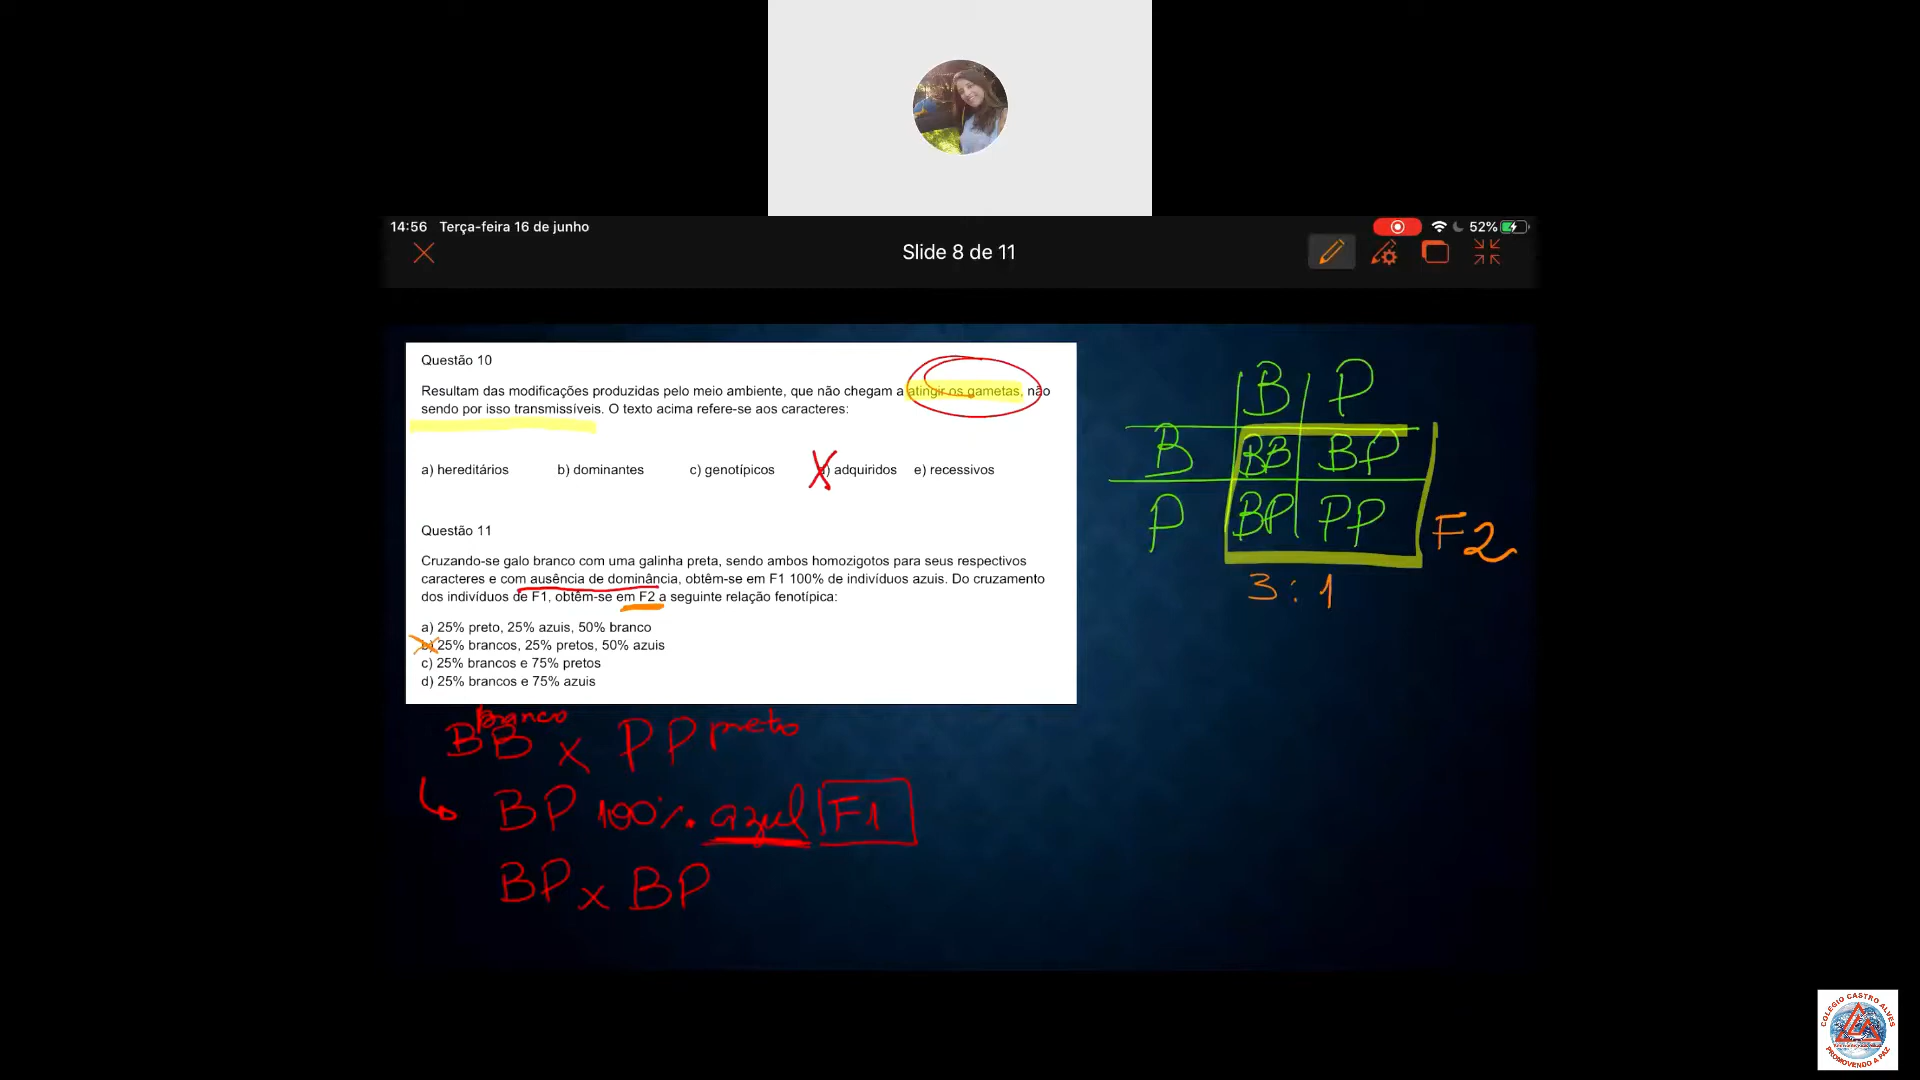 14:56 Terça-feira 16 de junho
52%
Slide 8 de 11
Questão 10
Resultam das modificações produzidas pelo meio ambiente, que não chegam a atingir os gametas, não
sendo por isso transmissíveis. O texto acima refere-se aos caracteres:
a) hereditários b) dominantes c) genotípicos d) adquiridos e) recessivos
Questão 11
Cruzando-se galo branco com uma galinha preta, sendo ambos homozigotos para seus respectivos
caracteres e com ausência de dominância, obtêm-se em F1 100% de indivíduos azuis. Do cruzamento
dos indivíduos de F1, obtêm-se em F2 a seguinte relação fenotípica:
a) 25% preto, 25% azuis, 50% branco
b) 25% brancos, 25% pretos, 50% azuis
c) 25% brancos e 75% pretos
d) 25% brancos e 75% azuis
BB branco x PP preto
BP 100% azul F1
BP x BP
B P
B BB BP
P BP PP
F2
3:1
COLÉGIO CASTRO ALVES
PROMOVENDO A PAZ